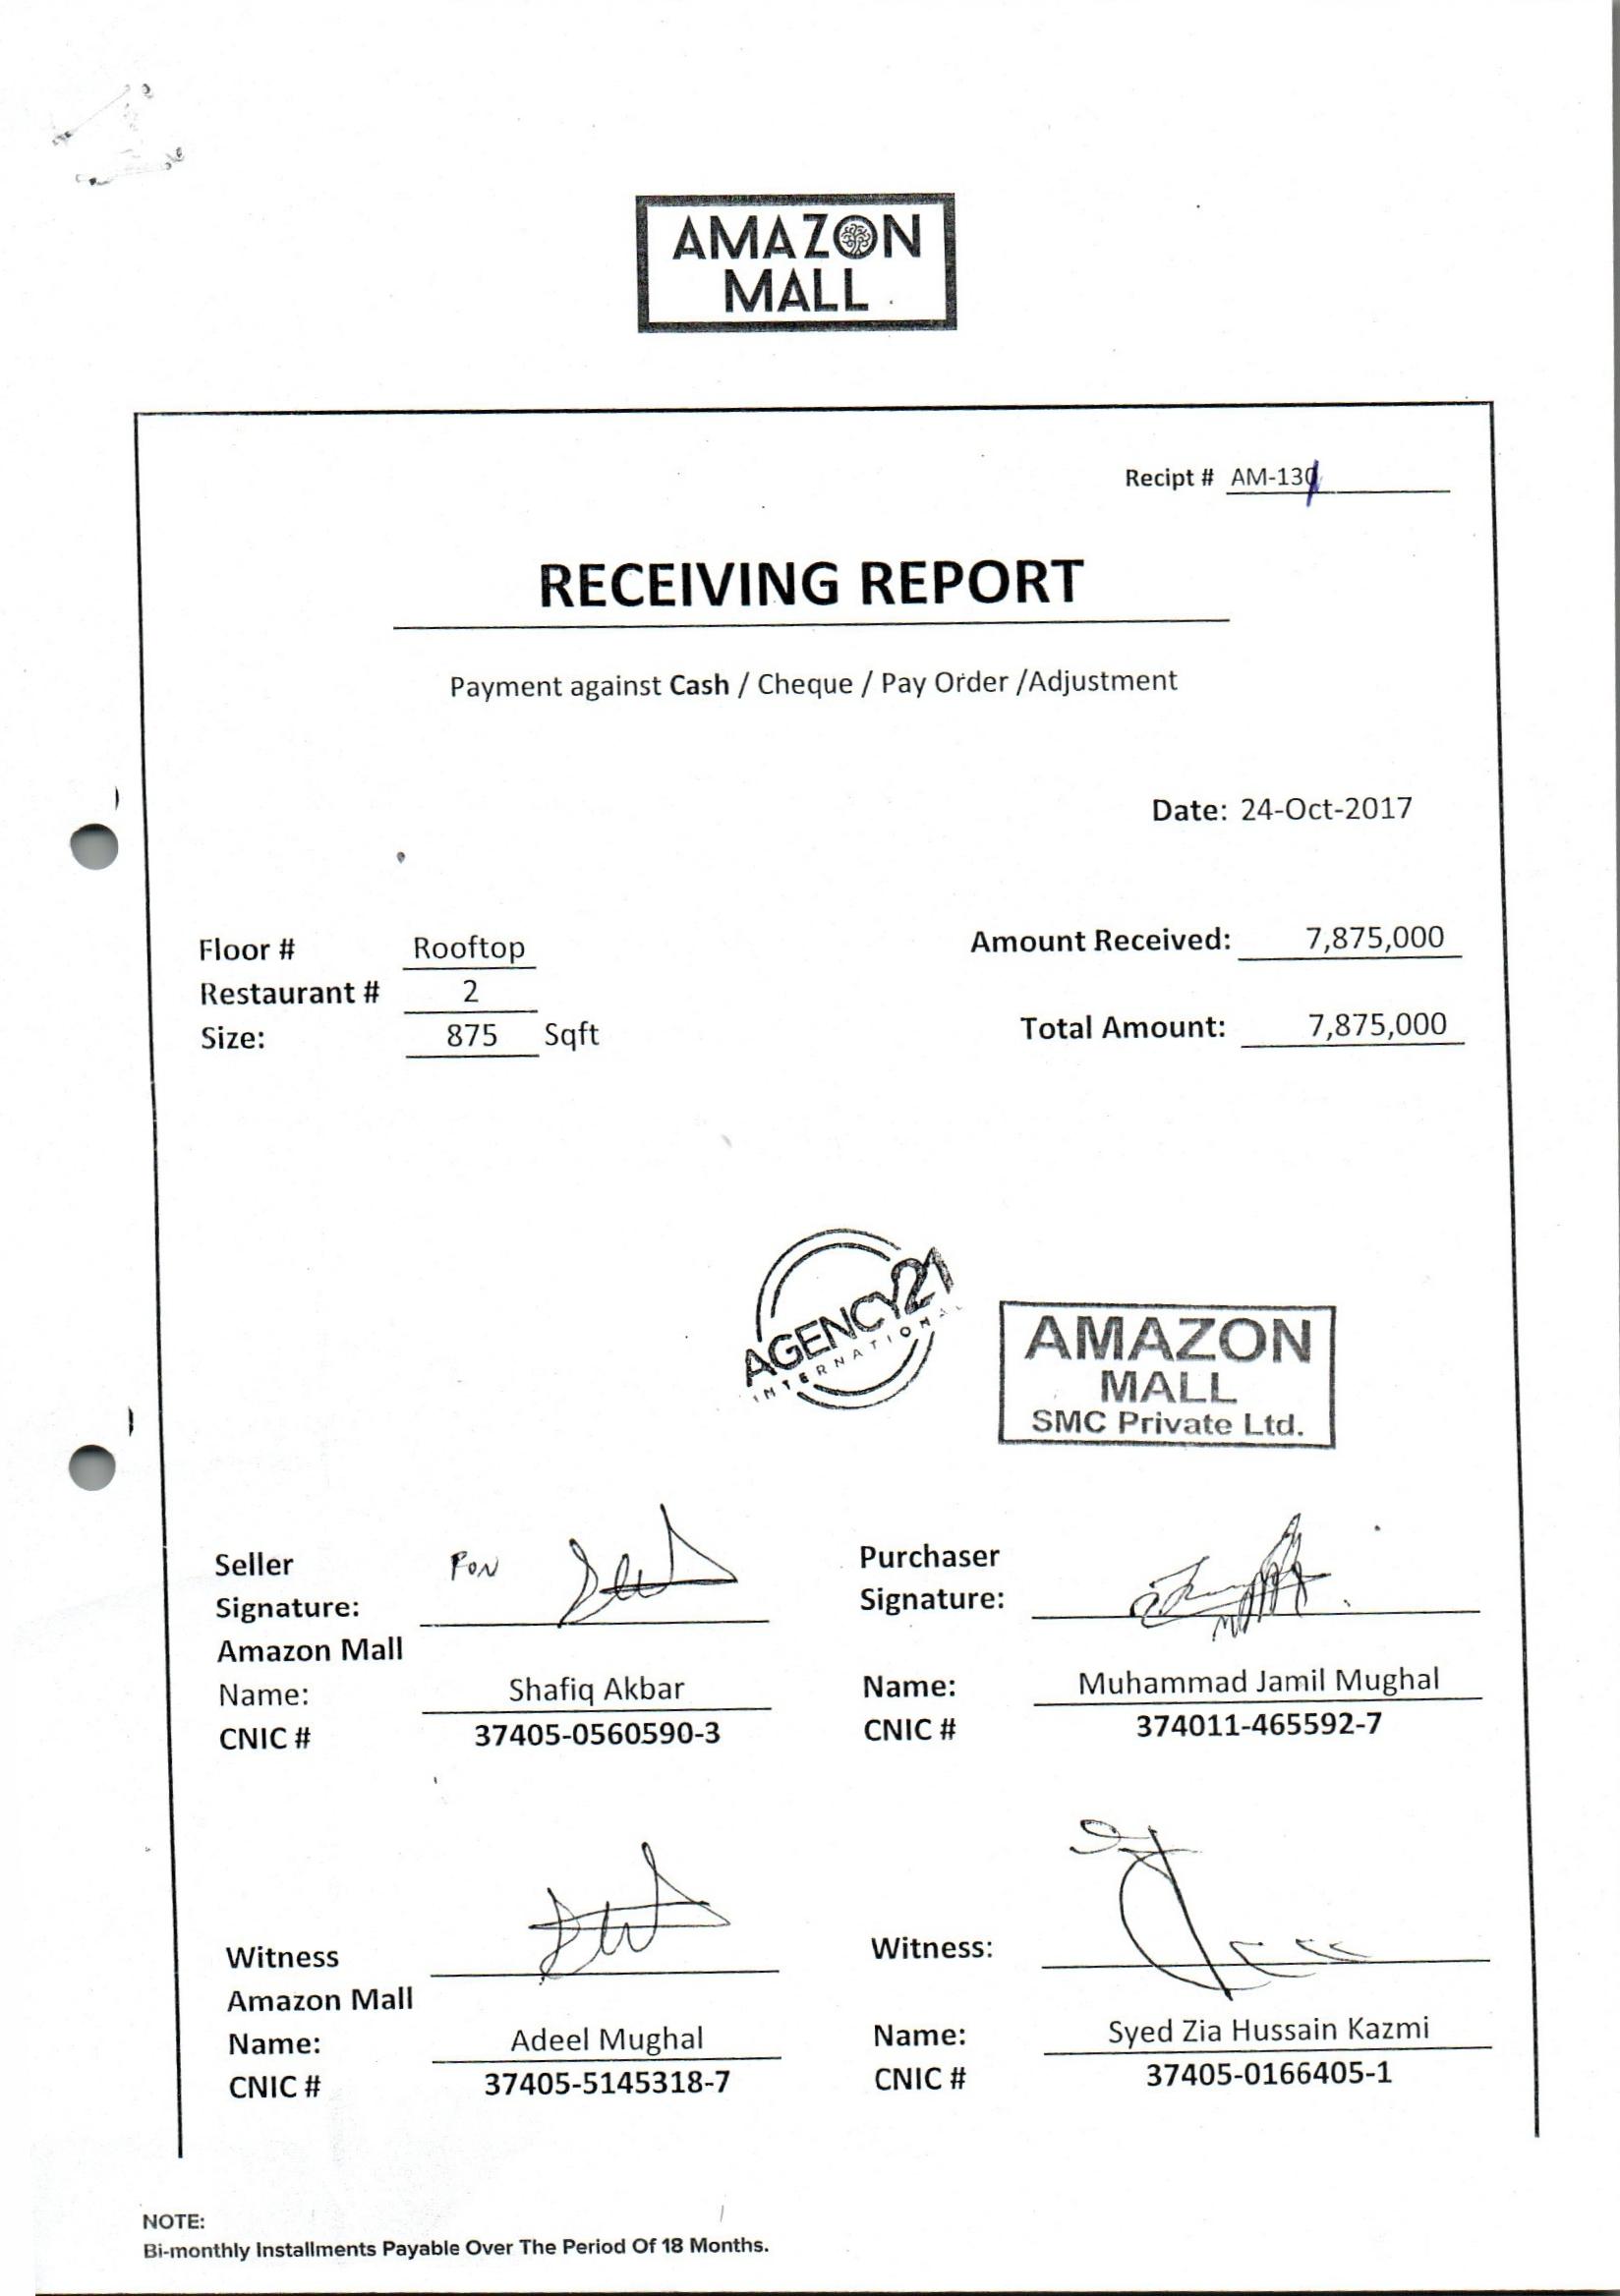 AMAZON
MALL
Recipt # AM-131
RECEIVING REPORT
Payment against Cash / Cheque / Pay Order /Adjustment
Date: 24-Oct-2017
Floor # Rooftop
Amount Received: 7,875,000
Restaurant # 2
Size: 875 Sqft
Total Amount: 7,875,000
AGENCY21
INTERNATIONAL
AMAZON
MALL
SMC Private Ltd.
Seller
Signature:
Amazon Mall
Purchaser
Signature:
Name: Shafiq Akbar
Name: Muhammad Jamil Mughal
CNIC # 37405-0560590-3
CNIC # 374011-465592-7
Witness
Amazon Mall
Witness:
Name: Adeel Mughal
Name: Syed Zia Hussain Kazmi
CNIC # 37405-5145318-7
CNIC # 37405-0166405-1
NOTE:
Bi-monthly Installments Payable Over The Period Of 18 Months.